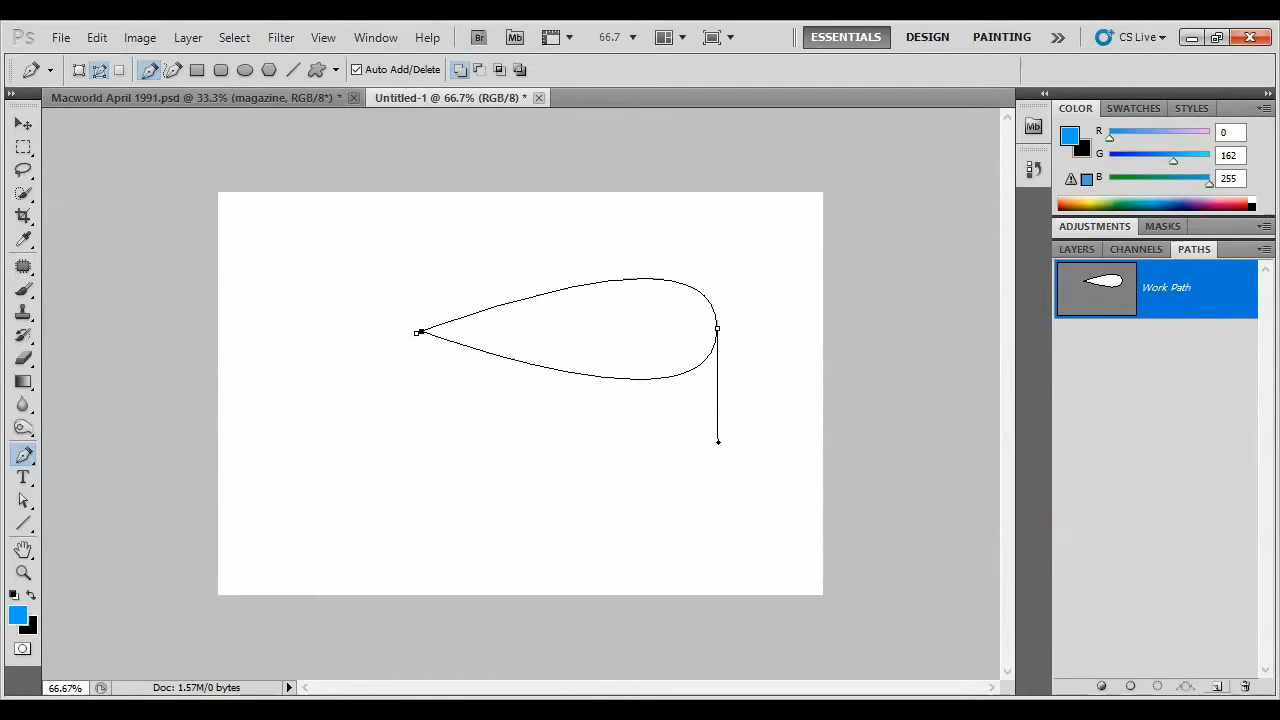 Ps File Edit Image Layer Select Filter View Window Help Br Mb 66.7 ESSENTIALS DESIGN PAINTING CS Live
Auto Add/Delete
Macworld April 1991.psd @ 33.3% (magazine, RGB/8*) * Untitled-1 @ 66.7% (RGB/8) *
COLOR SWATCHES STYLES
Mb
R 0
G 162
B 255
ADJUSTMENTS MASKS
LAYERS CHANNELS PATHS
Work Path
T
66.67% Doc: 1.57M/0 bytes